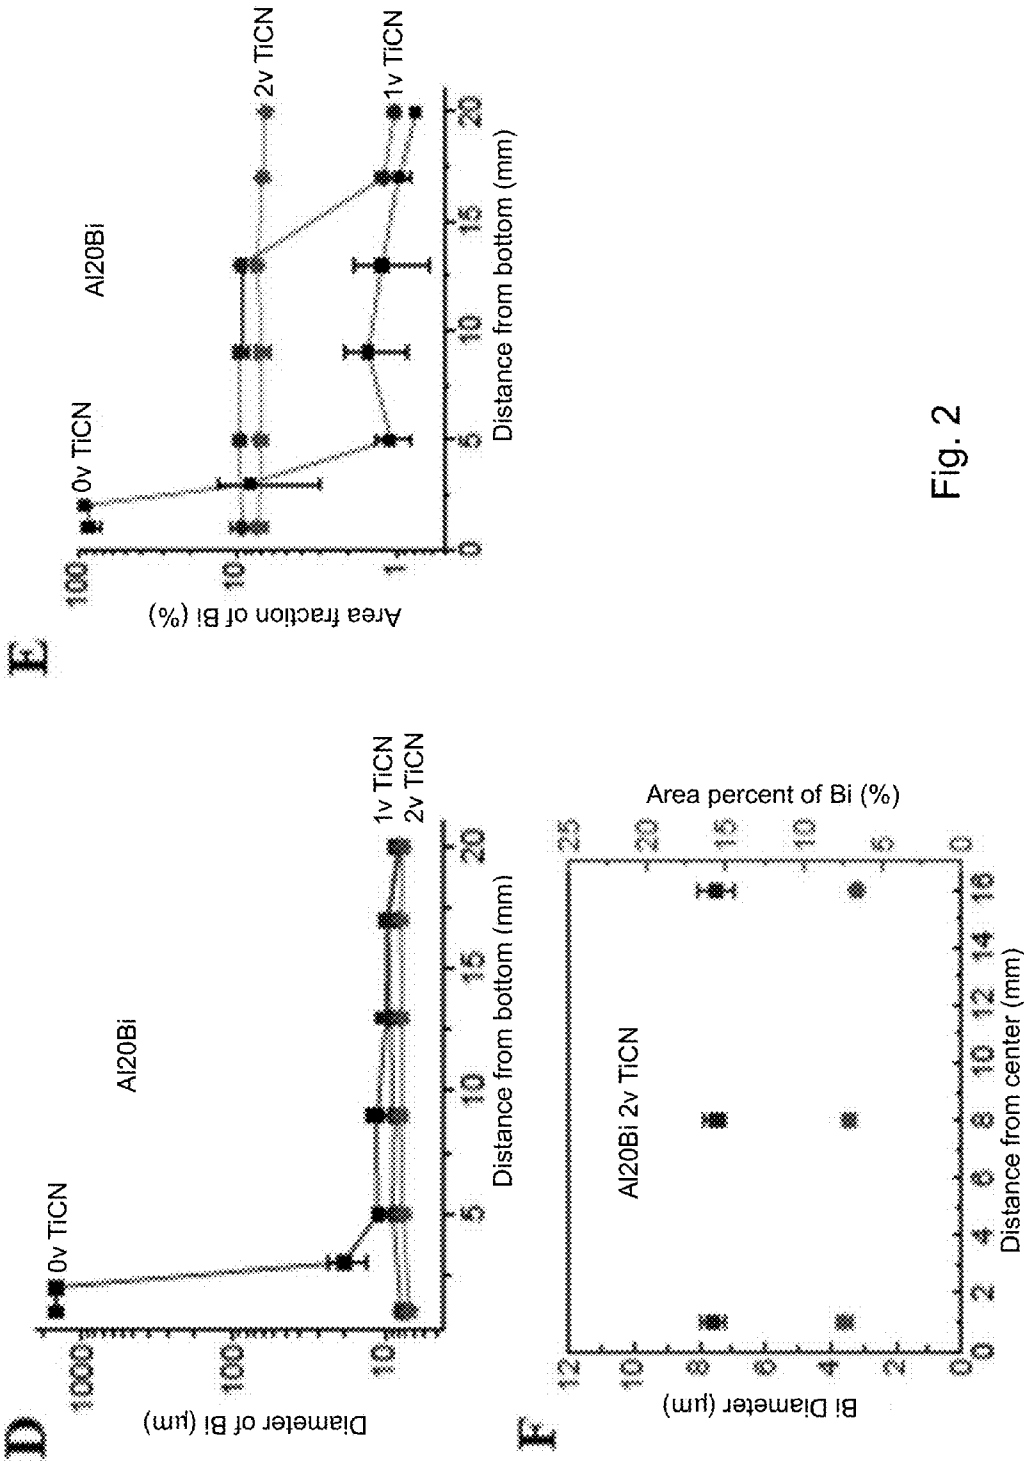 D
Al20Bi
0v TiCN
1v TiCN
2v TiCN
Diameter of Bi (µm)
1000
100
10
5
10
15
20
Distance from bottom (mm)
E
Al20Bi
0v TiCN
2v TiCN
1v TiCN
Area fraction of Bi (%)
100
10
1
0
5
10
15
20
Distance from bottom (mm)
F
Al20Bi 2v TiCN
Bi Diameter (µm)
12
10
8
6
4
2
0
Area percent of Bi (%)
25
20
15
10
5
0
0
2
4
6
8
10
12
14
16
Distance from center (mm)
Fig. 2